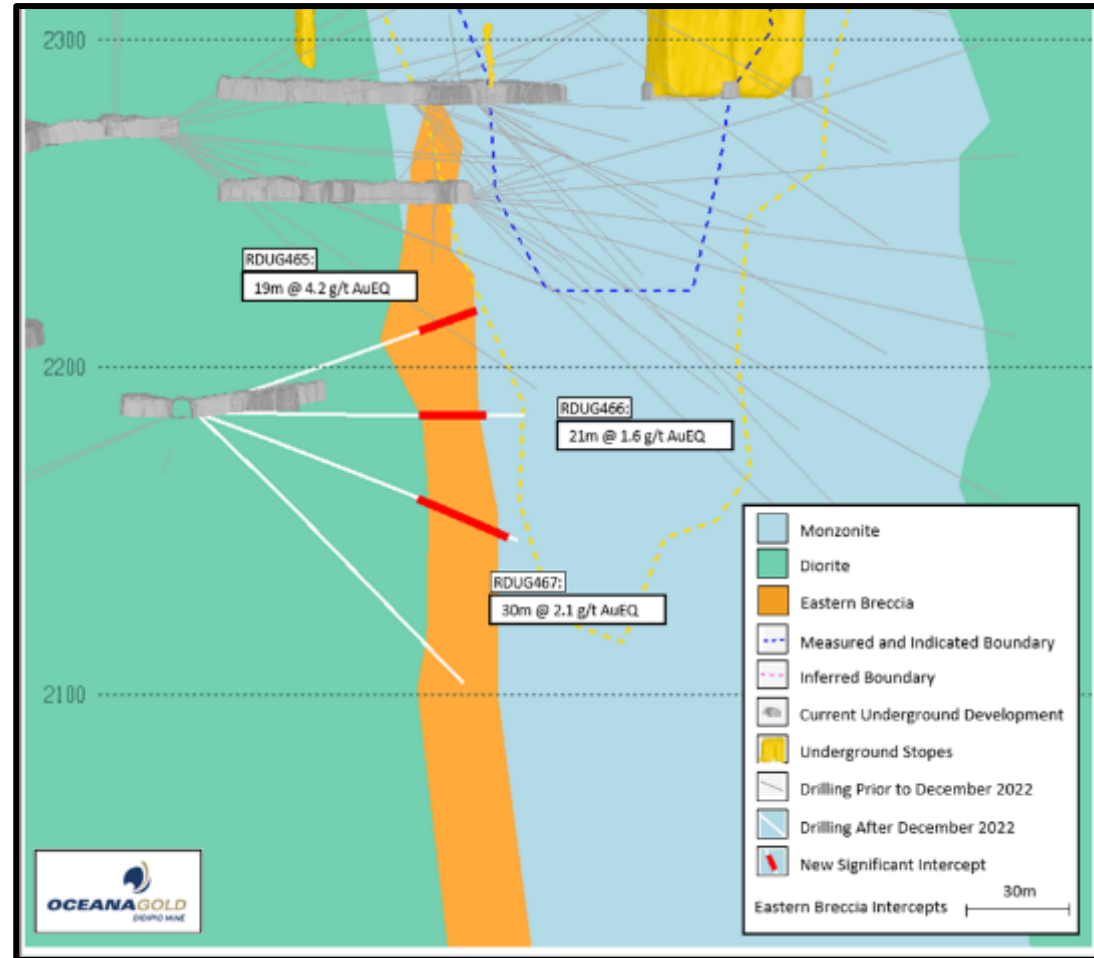 2300
RDUG465:
19m @ 4.2 g/t AuEQ
2200
RDUG466:
21m @ 1.6 g/t AuEQ
RDUG467:
30m @ 2.1 g/t AuEQ
2100
Monzonite
Diorite
Eastern Breccia
Measured and Indicated Boundary
Inferred Boundary
Current Underground Development
Underground Stopes
Drilling Prior to December 2022
Drilling After December 2022
New Significant Intercept
30m
Eastern Breccia Intercepts
OCEANAGOLD
DIDIPIO MINE